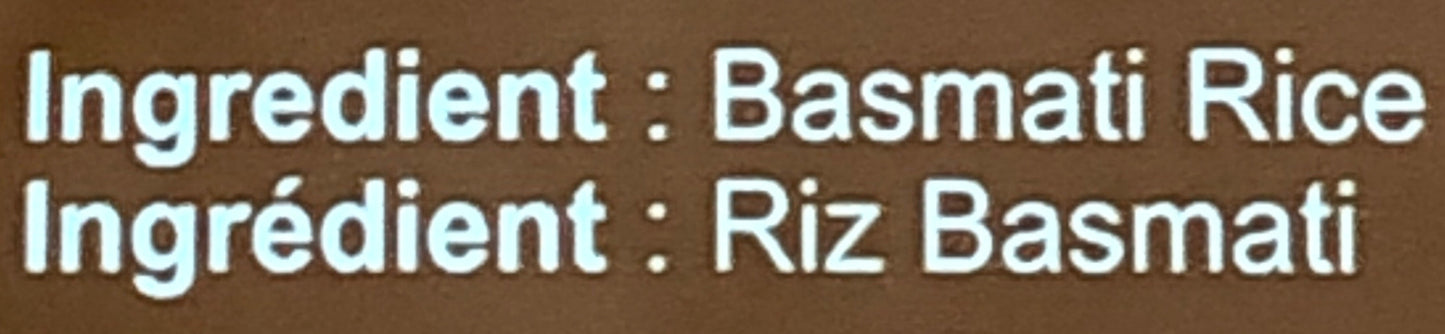 Ingredient : Basmati Rice
Ingrédient : Riz Basmati